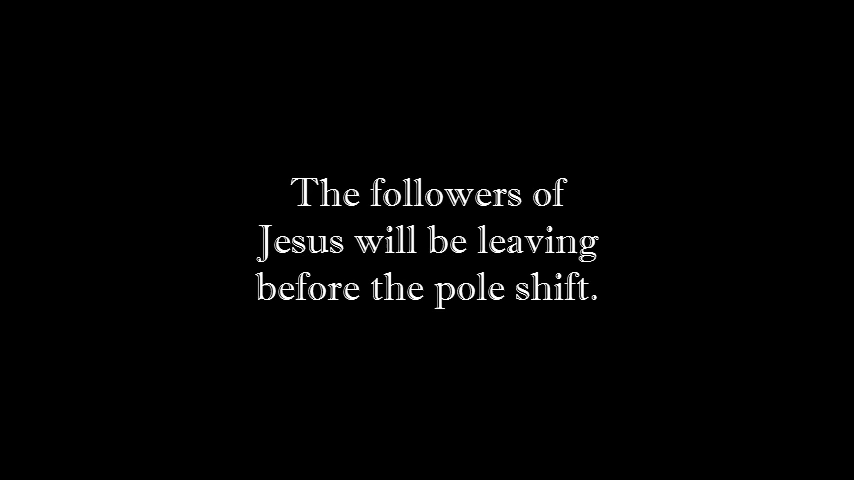 The followers of
Jesus will be leaving
before the pole shift.